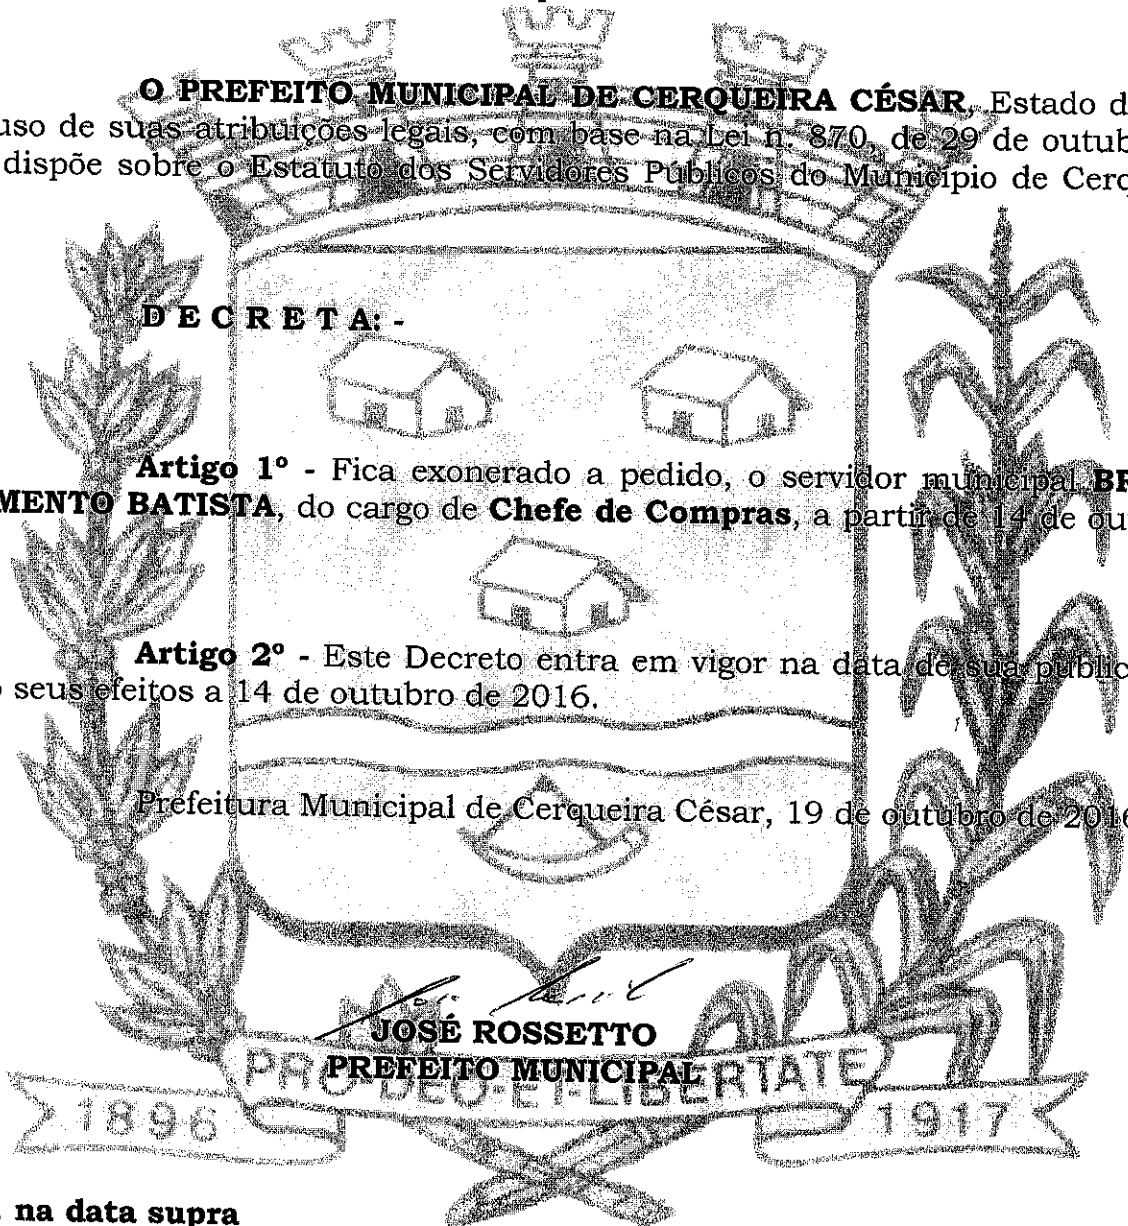 O PREFEITO MUNICIPAL DE CERQUEIRA CÉSAR, Estado d
uso de suas atribuições legais, com base na Lei n. 870, de 29 de outub
dispõe sobre o Estatuto dos Servidores Públicos do Município de Cerq
D E C R E T A: -
Artigo 1º - Fica exonerado a pedido, o servidor municipal BR
MENTO BATISTA, do cargo de Chefe de Compras, a partir de 14 de ou
Artigo 2º - Este Decreto entra em vigor na data de sua public
seus efeitos a 14 de outubro de 2016.
Prefeitura Municipal de Cerqueira César, 19 de outubro de 2016
JOSÉ ROSSETTO
PREFEITO MUNICIPAL
PRO-DEO-ET-LIBERTATE
1896
1917
na data supra